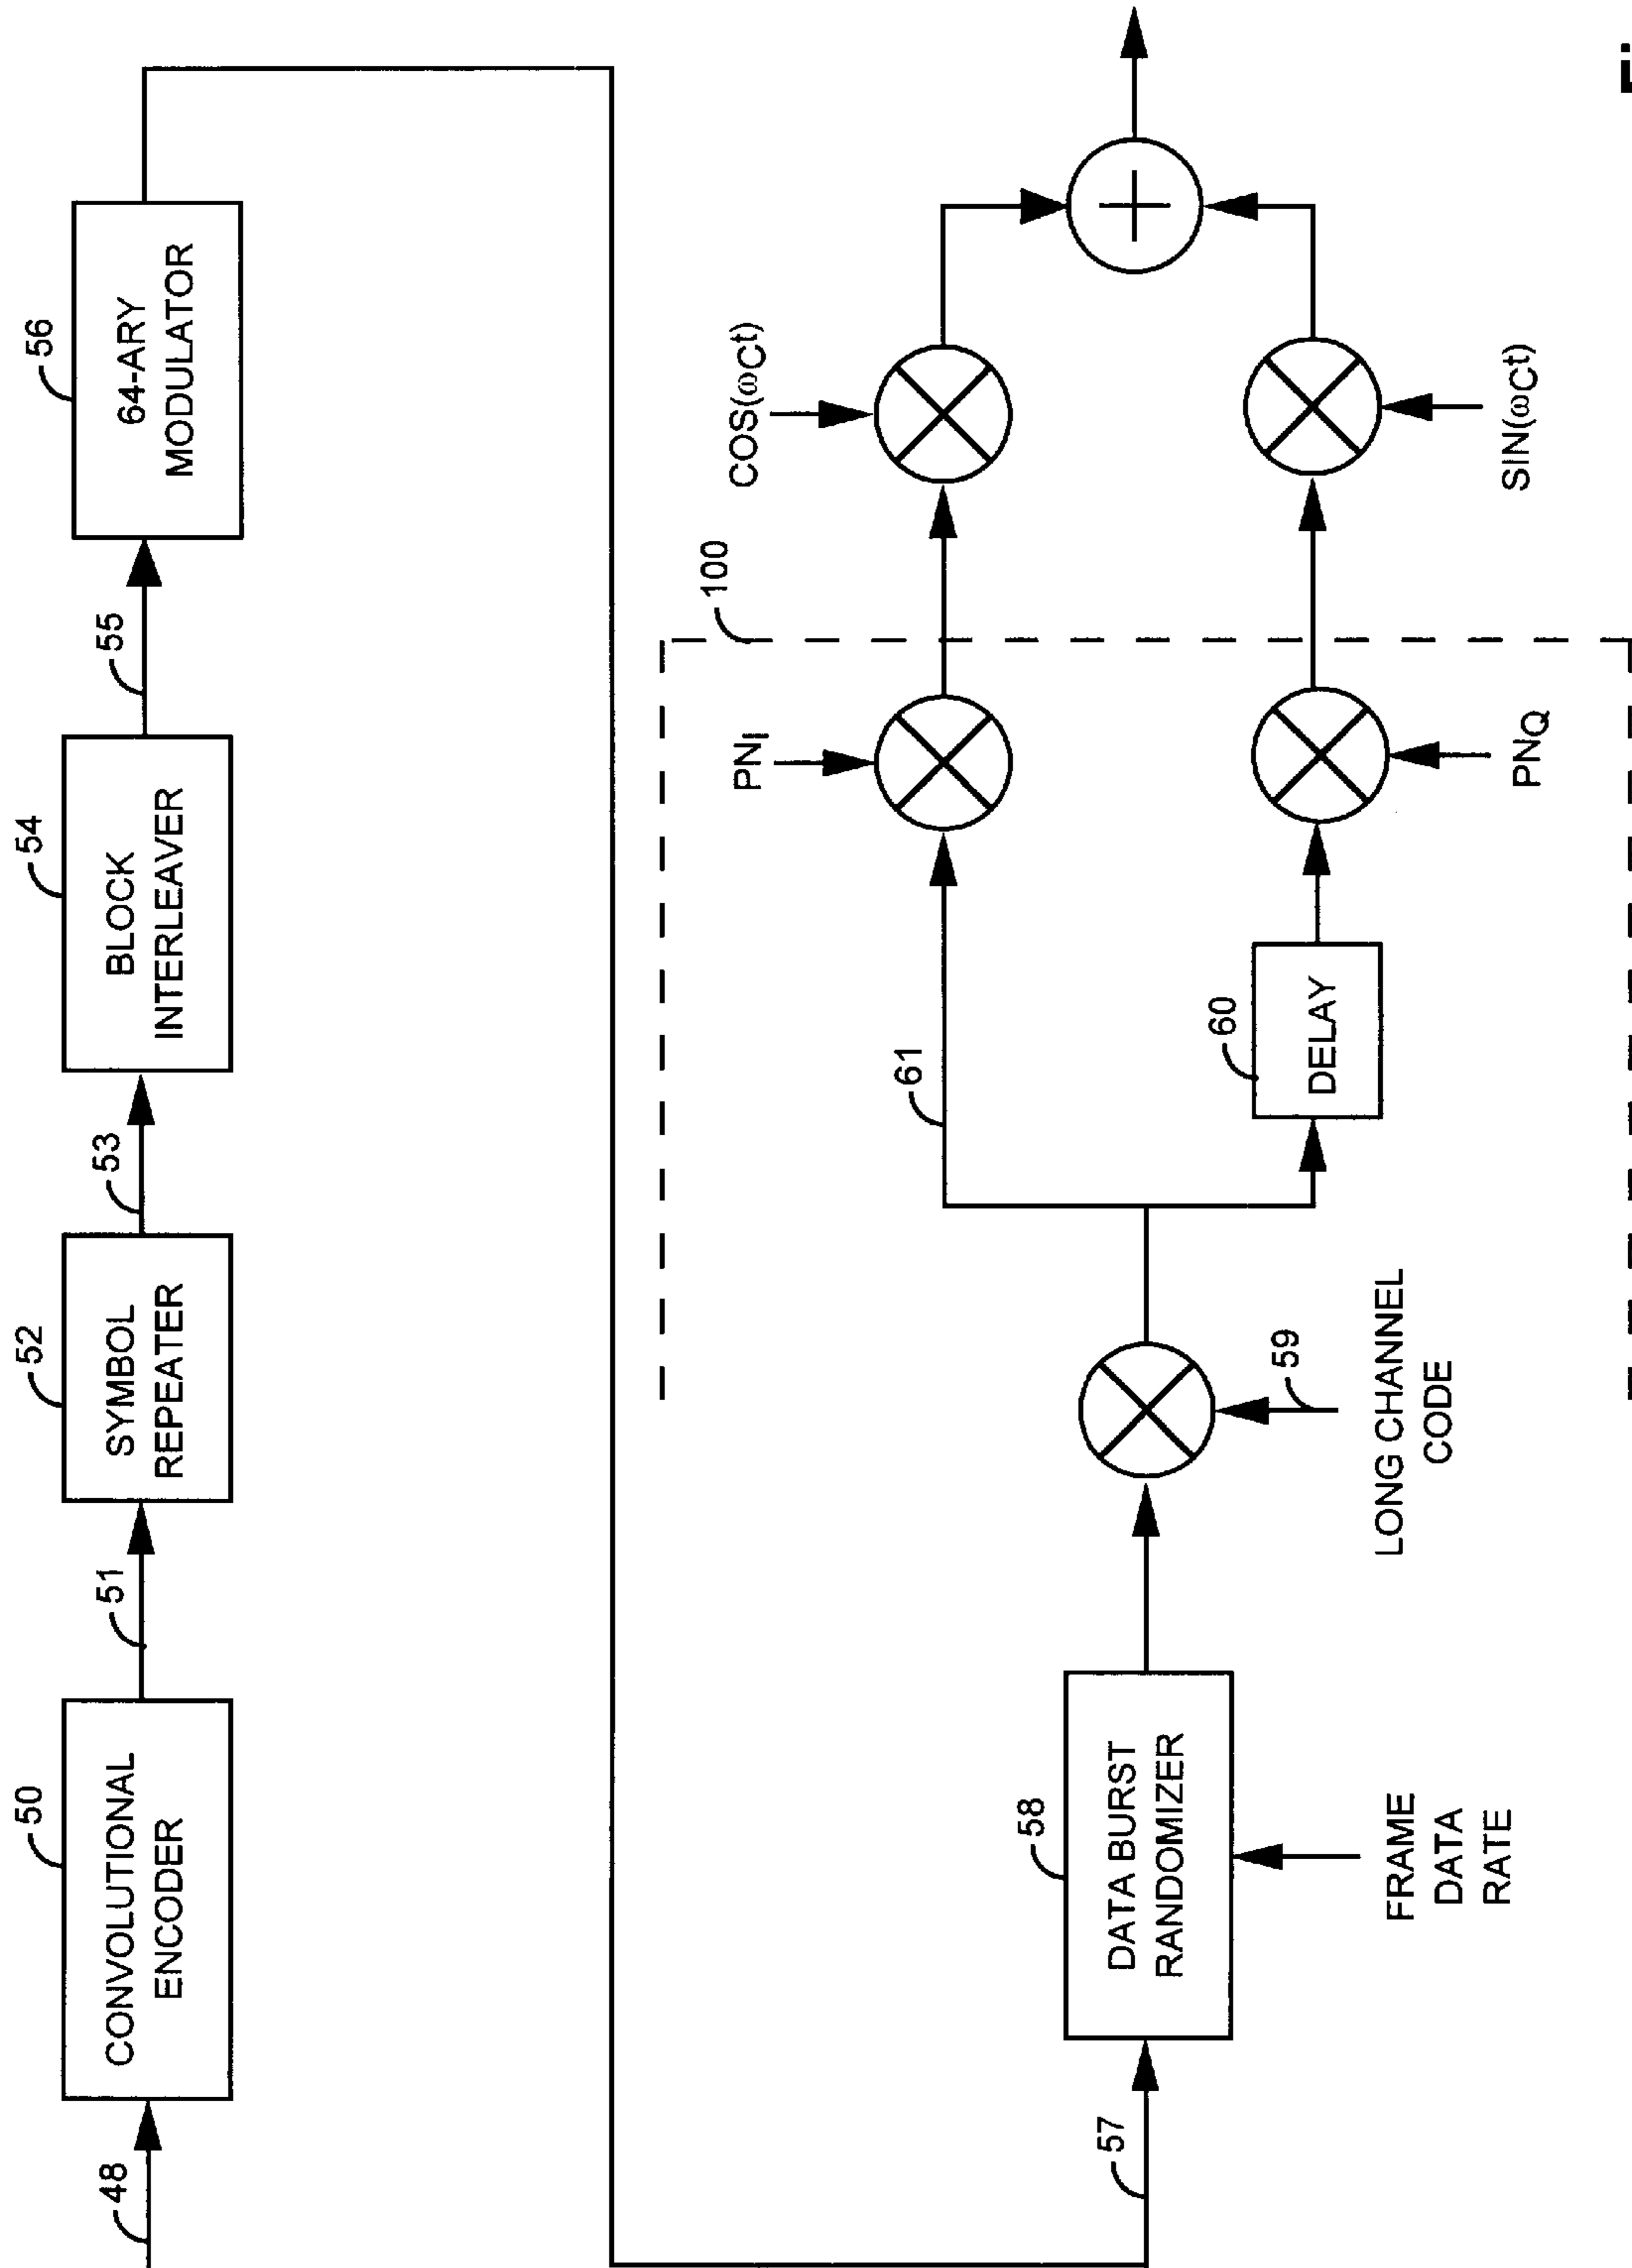 48
50
CONVOLUTIONAL
ENCODER
51
52
SYMBOL
REPEATER
53
54
BLOCK
INTERLEAVER
55
56
64-ARY
MODULATOR
57
58
DATA BURST
RANDOMIZER
FRAME
DATA
RATE
59
LONG CHANNEL
CODE
61
60
DELAY
PNI
PNQ
100
COS(ωCt)
SIN(ωCt)